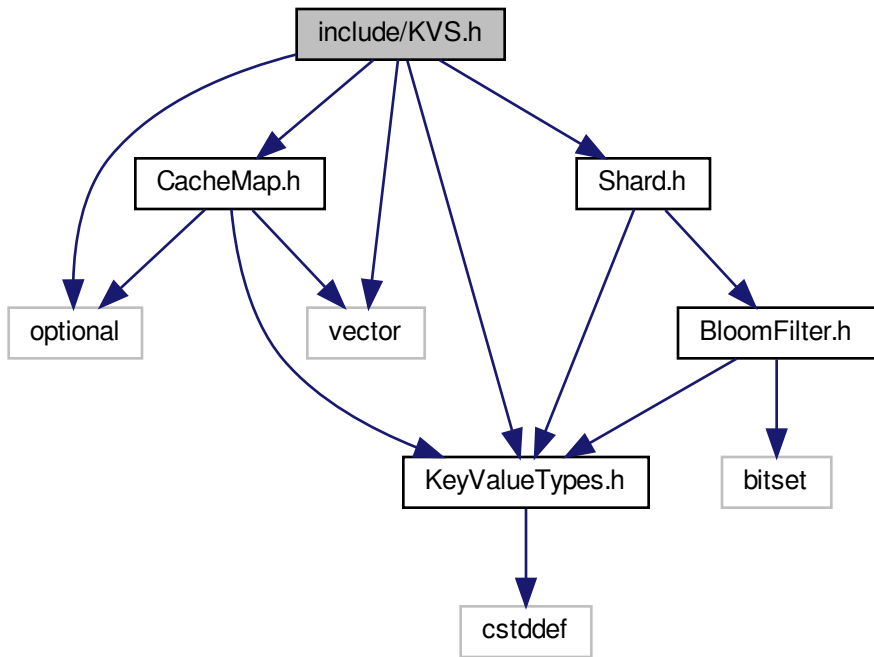 include/KVS.h
CacheMap.h
Shard.h
optional
vector
BloomFilter.h
KeyValueTypes.h
bitset
cstddef